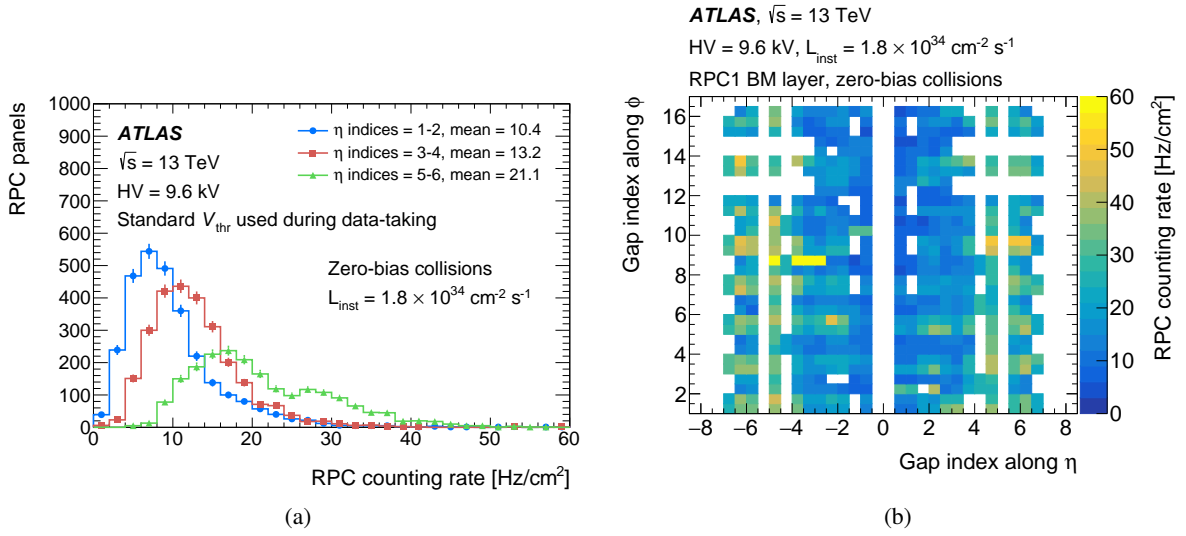 ATLAS
√s = 13 TeV
HV = 9.6 kV
Standard V_thr used during data-taking
η indices = 1-2, mean = 10.4
η indices = 3-4, mean = 13.2
η indices = 5-6, mean = 21.1
Zero-bias collisions
L_inst = 1.8 × 10^34 cm^-2 s^-1
RPC panels
1000
900
800
700
600
500
400
300
200
100
0
0 10 20 30 40 50 60
RPC counting rate [Hz/cm^2]
(a)
ATLAS, √s = 13 TeV
HV = 9.6 kV, L_inst = 1.8 × 10^34 cm^-2 s^-1
RPC1 BM layer, zero-bias collisions
Gap index along ϕ
16
14
12
10
8
6
4
2
−8 −6 −4 −2 0 2 4 6 8
Gap index along η
60
50
40
30
20
10
0
RPC counting rate [Hz/cm^2]
(b)